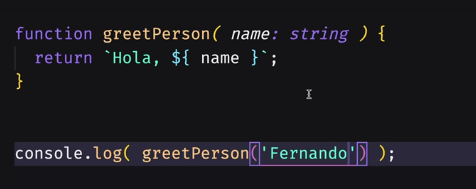 function greetPerson( name: string ) {
return `Hola, ${ name }`;
}
console.log( greetPerson('Fernando') );